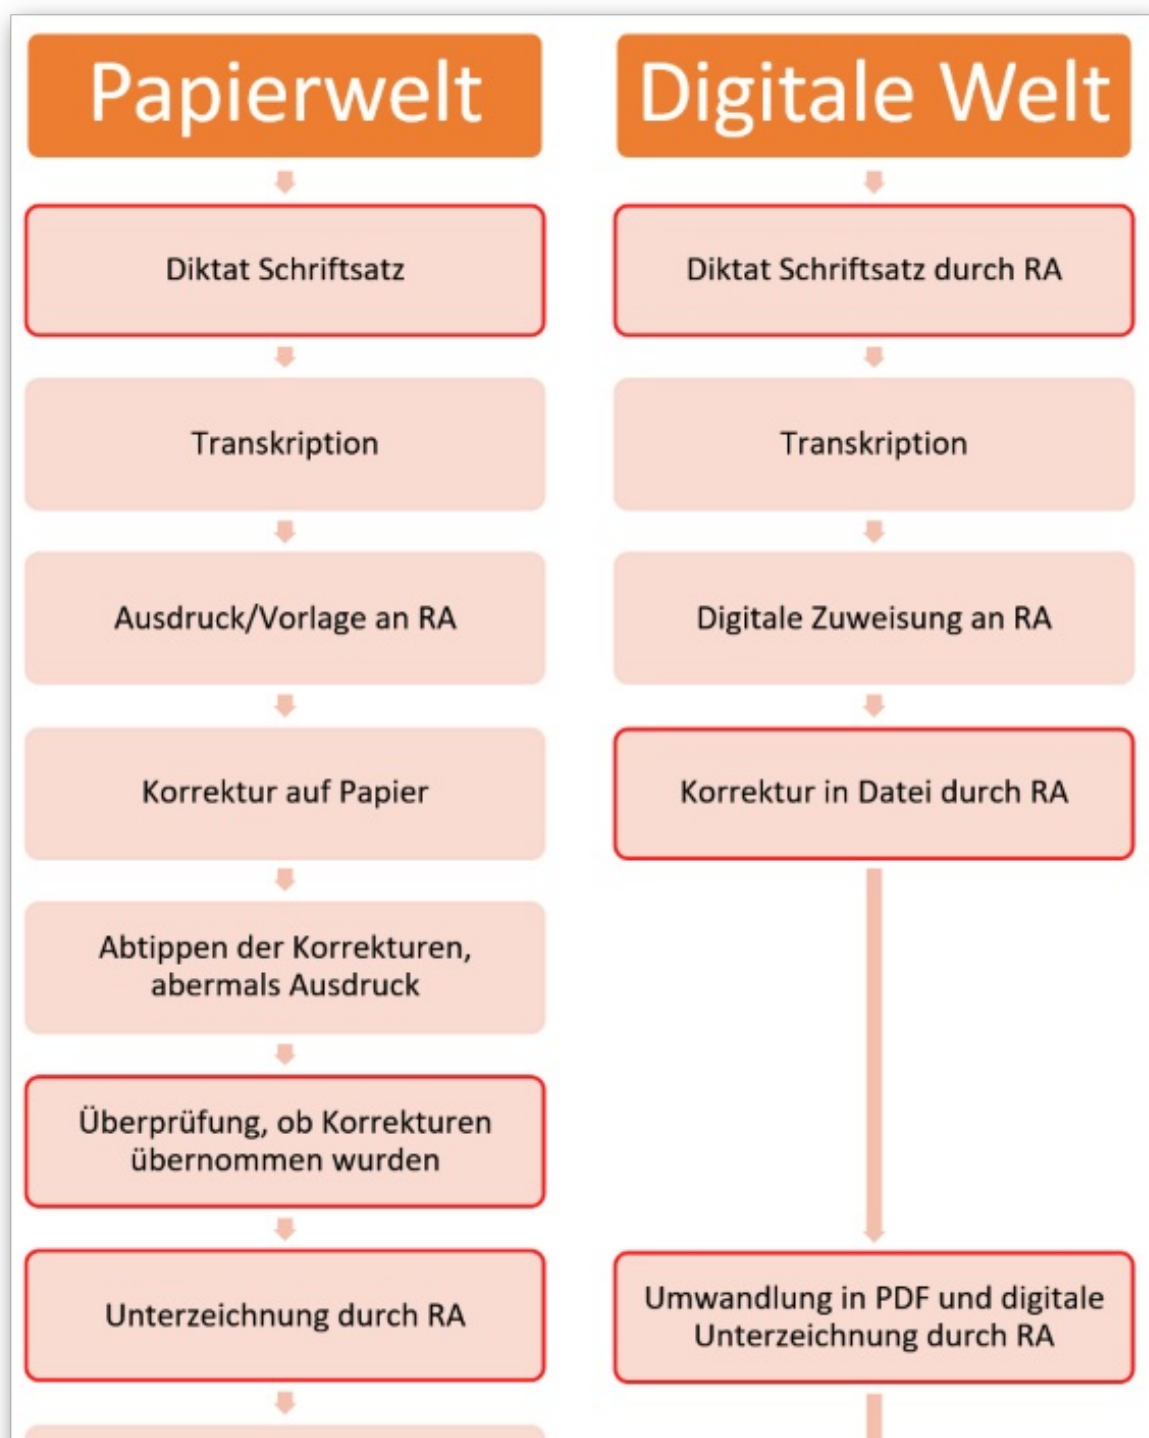 Papierwelt
Diktat Schriftsatz
Transkription
Ausdruck/Vorlage an RA
Korrektur auf Papier
Abtippen der Korrekturen,
abermals Ausdruck
Überprüfung, ob Korrekturen
übernommen wurden
Unterzeichnung durch RA
Digitale Welt
Diktat Schriftsatz durch RA
Transkription
Digitale Zuweisung an RA
Korrektur in Datei durch RA
Umwandlung in PDF und digitale
Unterzeichnung durch RA